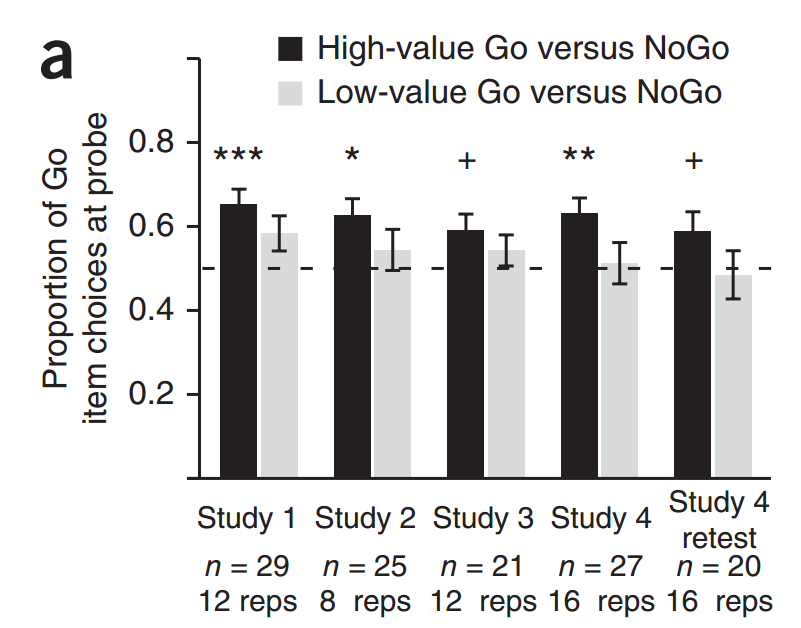 a
High-value Go versus NoGo
Low-value Go versus NoGo
Proportion of Go
item choices at probe
0.8
0.6
0.4
0.2
*** * + ** +
Study 1 Study 2 Study 3 Study 4 Study 4 retest
n = 29 n = 25 n = 21 n = 27 n = 20
12 reps 8 reps 12 reps 16 reps 16 reps